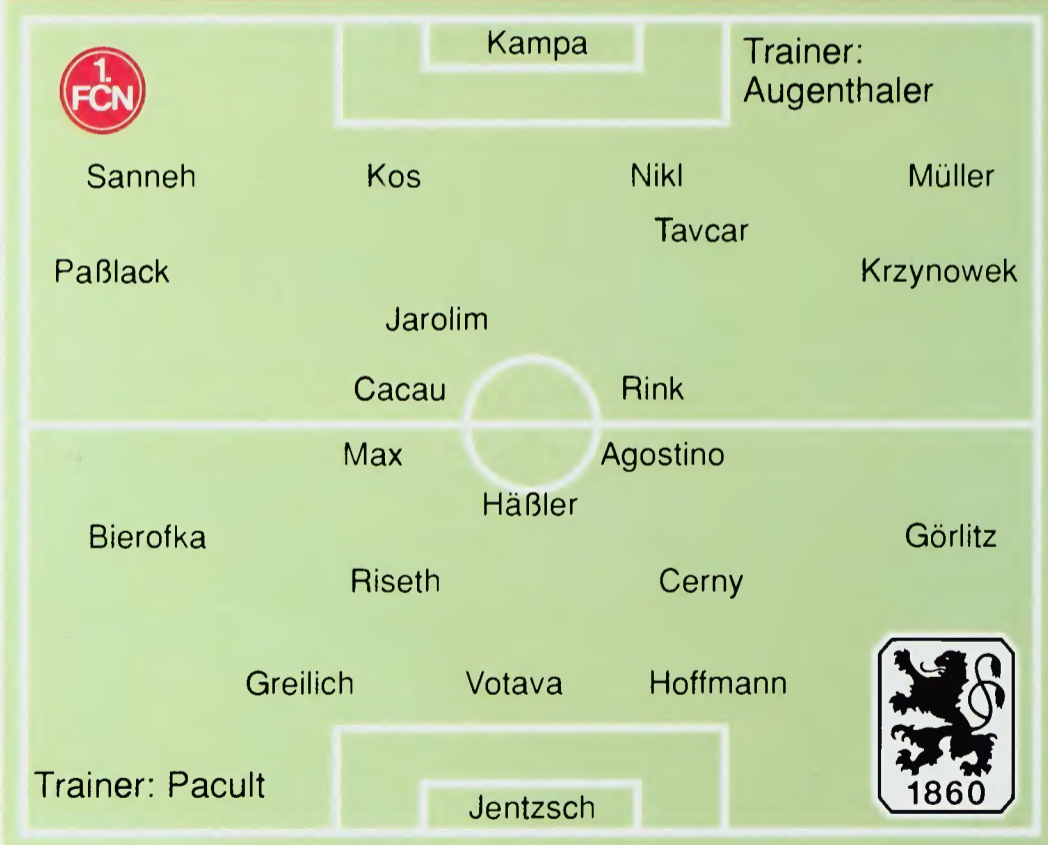 1.
FCN
Kampa
Trainer:
Augenthaler
Sanneh Kos Nikl Müller
Tavcar
Paßlack Krzynowek
Jarolim
Cacau Rink
Max Agostino
Häßler
Bierofka Görlitz
Riseth Cerny
Greilich Votava Hoffmann
Trainer: Pacult
1860
Jentzsch